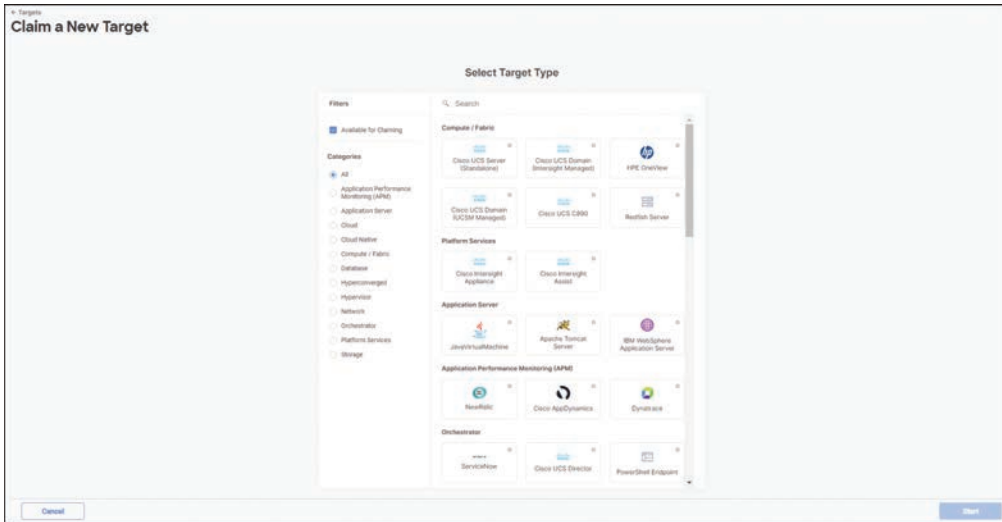 ← Targets
Claim a New Target
Select Target Type
Filters
Available for Claiming
Categories
All
Application Performance
Monitoring (APM)
Application Server
Cloud
Cloud Native
Compute / Fabric
Database
Hyperconverged
Hypervisor
Network
Orchestrator
Platform Services
Storage
Search
Compute / Fabric
Cisco UCS Server
(Standalone)
Cisco UCS Domain
(Intersight Managed)
HPE OneView
Cisco UCS Domain
(UCSM Managed)
Cisco UCS C890
Redfish Server
Platform Services
Cisco Intersight
Appliance
Cisco Intersight
Assist
Application Server
JavaVirtualMachine
Apache Tomcat
Server
IBM WebSphere
Application Server
Application Performance Monitoring (APM)
NewRelic
Cisco AppDynamics
Dynatrace
Orchestrator
ServiceNow
Cisco UCS Director
PowerShell Endpoint
Cancel
Start